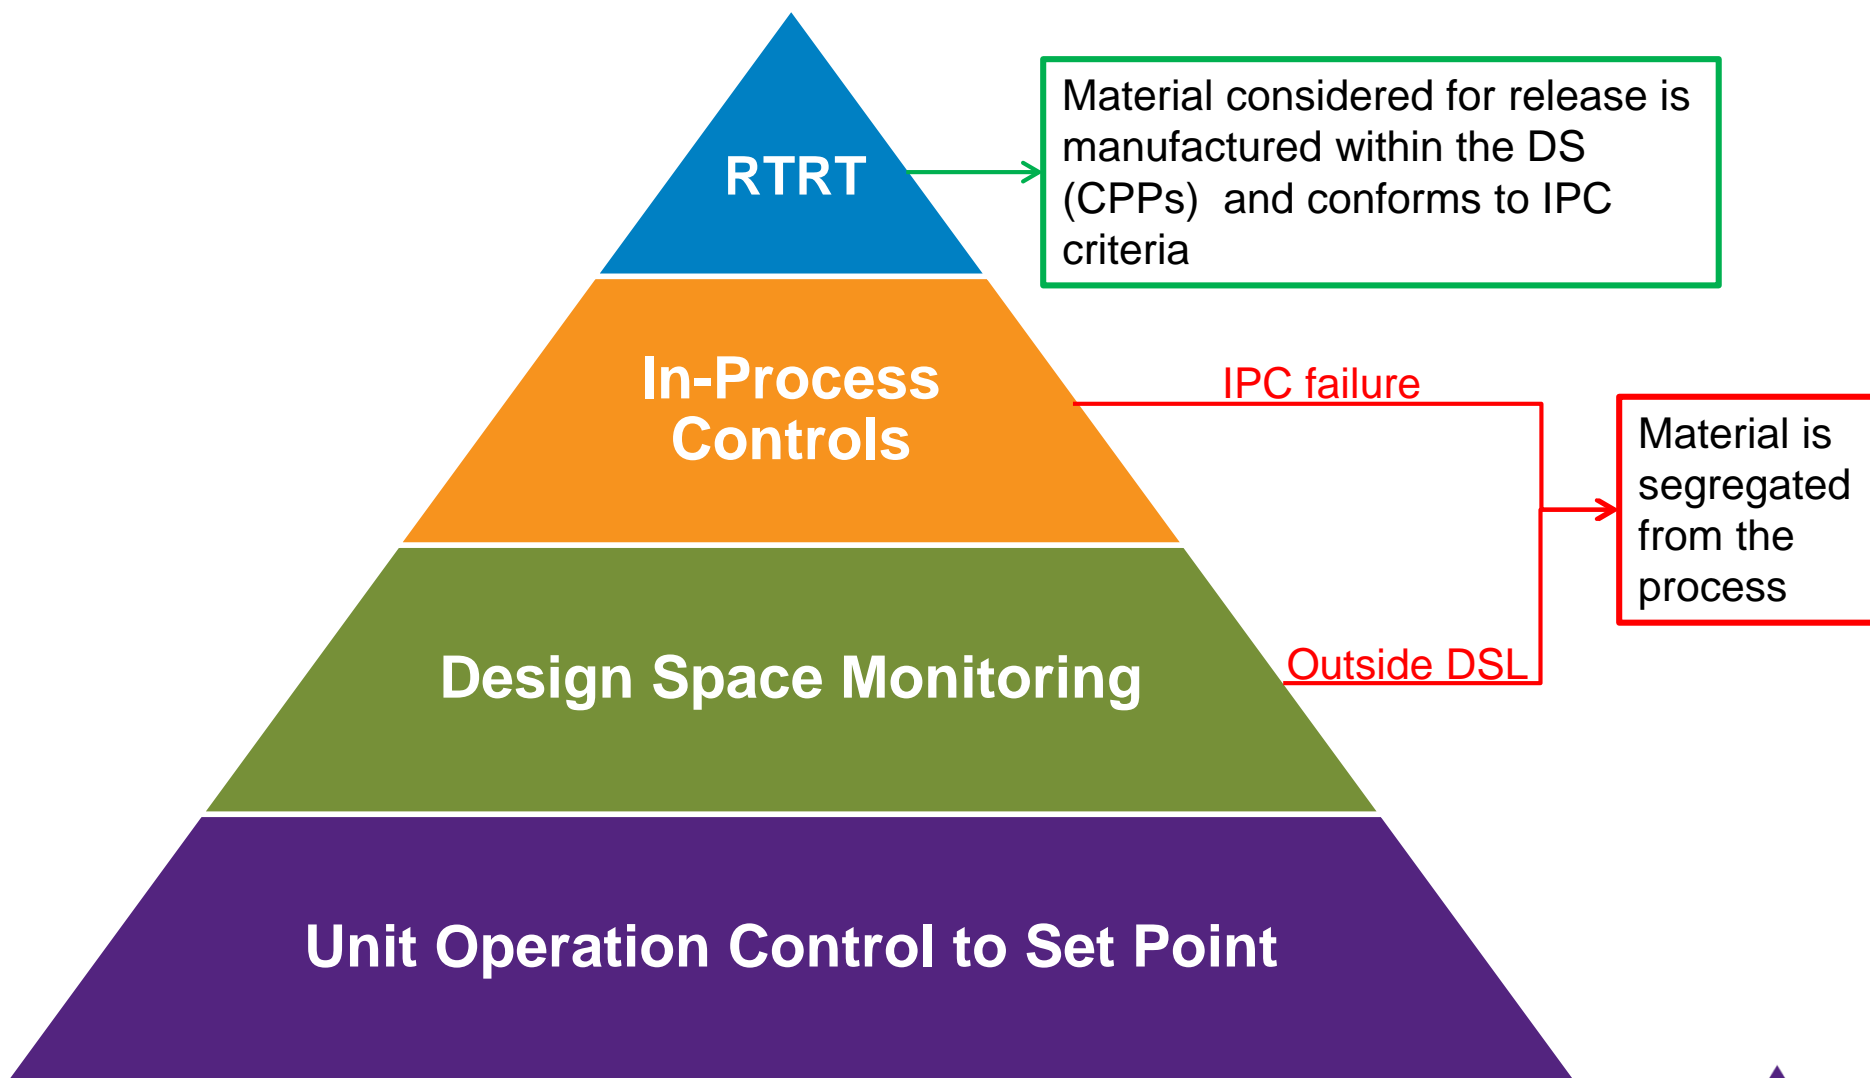 RTRT
Material considered for release is
manufactured within the DS
(CPPs)  and conforms to IPC
criteria
In-Process
Controls
IPC failure
Material is
segregated
from the
process
Design Space Monitoring
Outside DSL
Unit Operation Control to Set Point